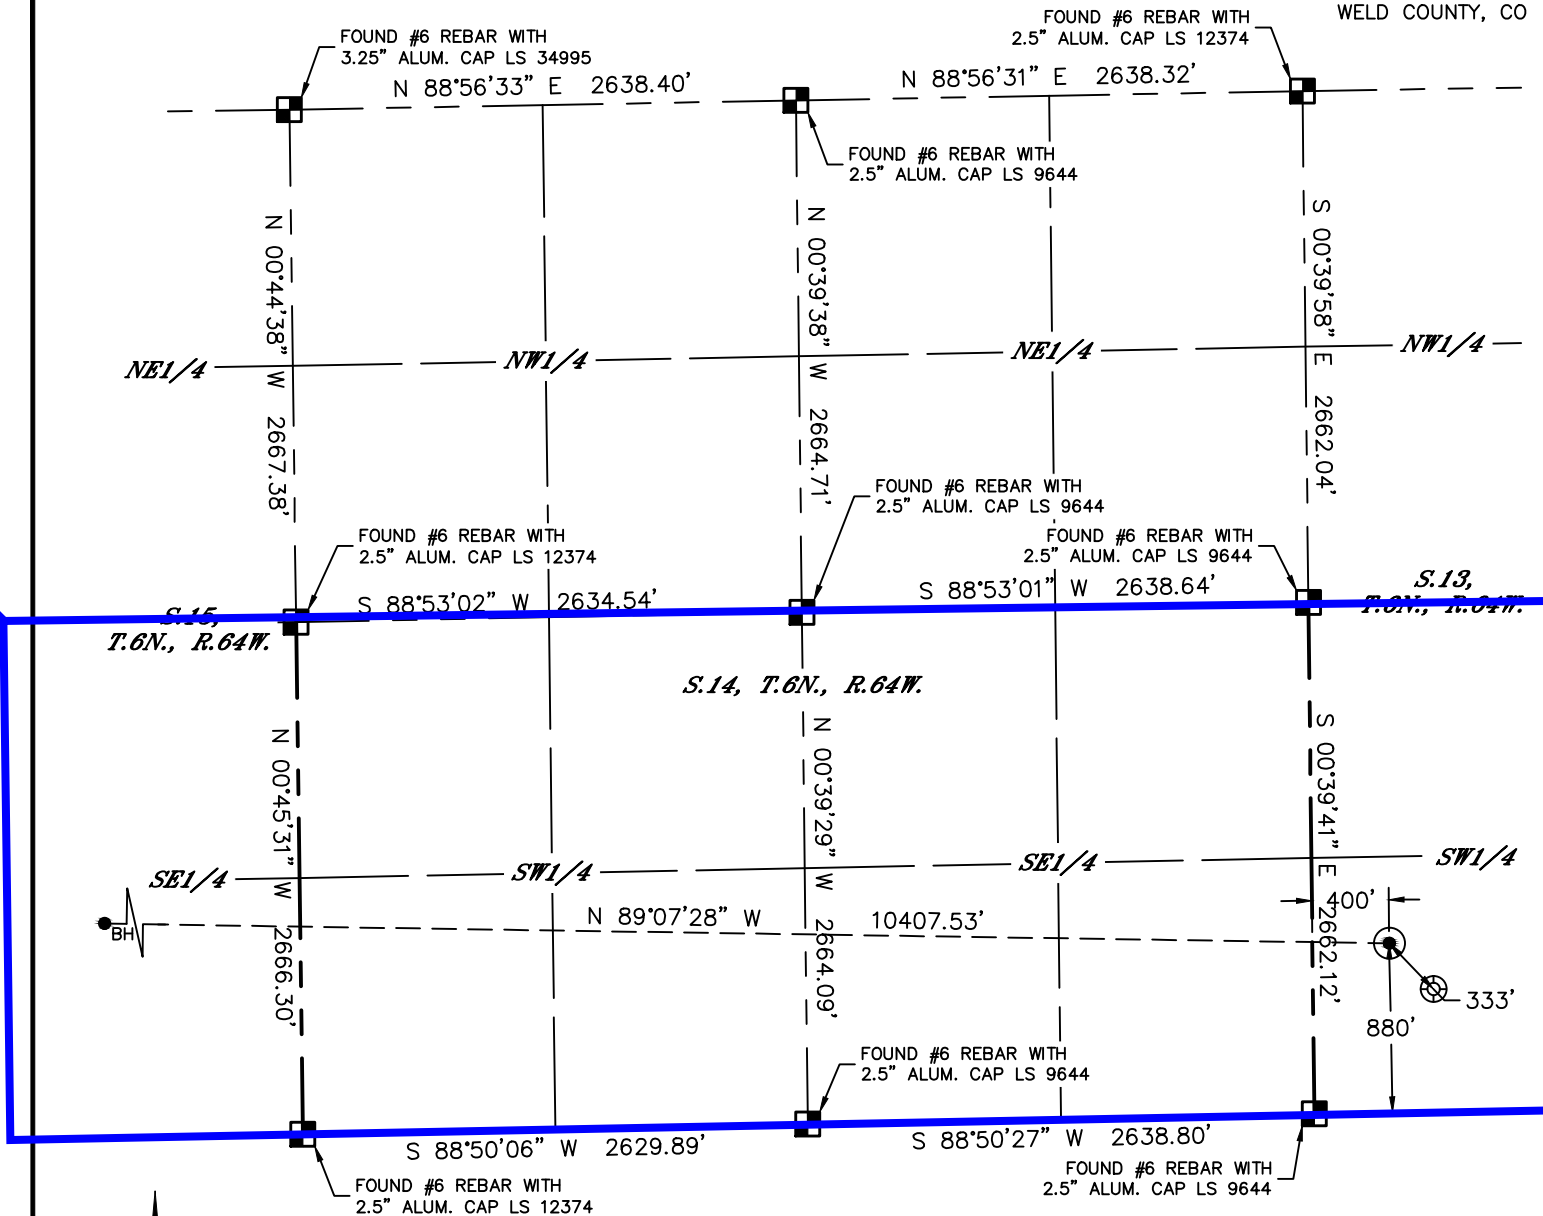 WELD COUNTY, CO
FOUND #6 REBAR WITH
3.25" ALUM. CAP LS 34995
FOUND #6 REBAR WITH
2.5" ALUM. CAP LS 12374
N 88°56'33" E 2638.40'
N 88°56'31" E 2638.32'
FOUND #6 REBAR WITH
2.5" ALUM. CAP LS 9644
N 00°44'38" W 2667.38'
N 00°39'38" W 2664.71'
S 00°39'58" E 2662.04'
NE1/4
NW1/4
NE1/4
NW1/4
FOUND #6 REBAR WITH
2.5" ALUM. CAP LS 9644
FOUND #6 REBAR WITH
2.5" ALUM. CAP LS 12374
FOUND #6 REBAR WITH
2.5" ALUM. CAP LS 9644
S 88°53'02" W 2634.54'
S 88°53'01" W 2638.64'
S.15,
T.6N., R.64W.
S.13,
T.6N., R.64W.
S.14, T.6N., R.64W.
N 00°45'31" W 2666.30'
N 00°39'29" W 2664.09'
S 00°39'41" E 2662.12'
SE1/4
SW1/4
SE1/4
SW1/4
BH
N 89°07'28" W 10407.53'
400'
333'
880'
FOUND #6 REBAR WITH
2.5" ALUM. CAP LS 9644
S 88°50'06" W 2629.89'
S 88°50'27" W 2638.80'
FOUND #6 REBAR WITH
2.5" ALUM. CAP LS 12374
FOUND #6 REBAR WITH
2.5" ALUM. CAP LS 9644